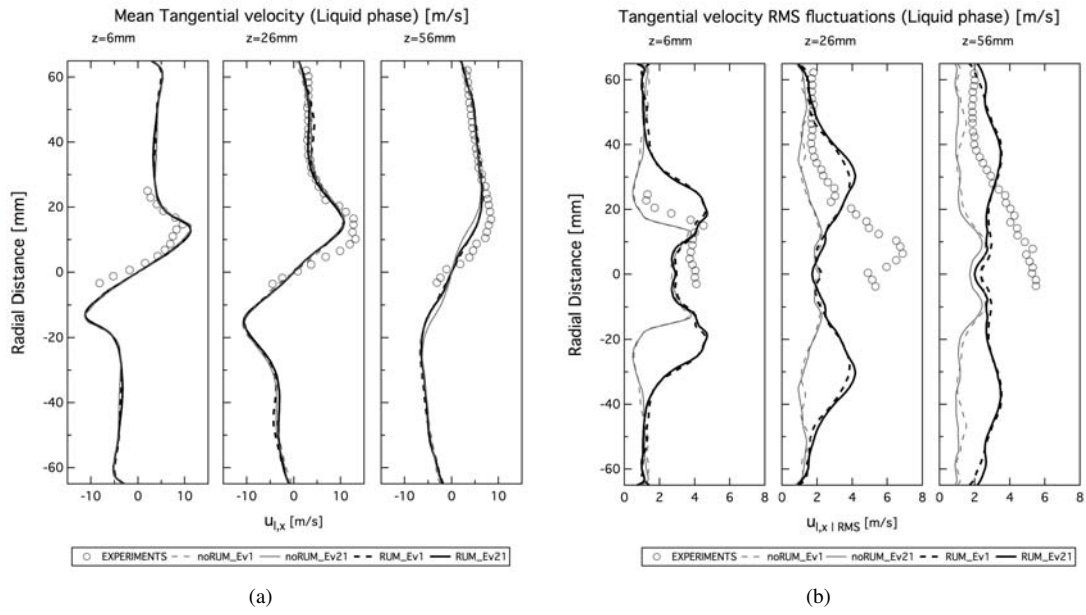 Mean Tangential velocity (Liquid phase) [m/s]
z=6mm z=26mm z=56mm
Radial Distance [mm]
60
40
20
0
-20
-40
-60
-10 0 10 -10 0 10 -10 0 10
u_l,x [m/s]
EXPERIMENTS noRUM_Ev1 noRUM_Ev21 RUM_Ev1 RUM_Ev21
(a)
Tangential velocity RMS fluctuations (Liquid phase) [m/s]
z=6mm z=26mm z=56mm
Radial Distance [mm]
60
40
20
0
-20
-40
-60
0 2 4 6 8 0 2 4 6 8 0 2 4 6 8
u_l,x | RMS [m/s]
EXPERIMENTS noRUM_Ev1 noRUM_Ev21 RUM_Ev1 RUM_Ev21
(b)